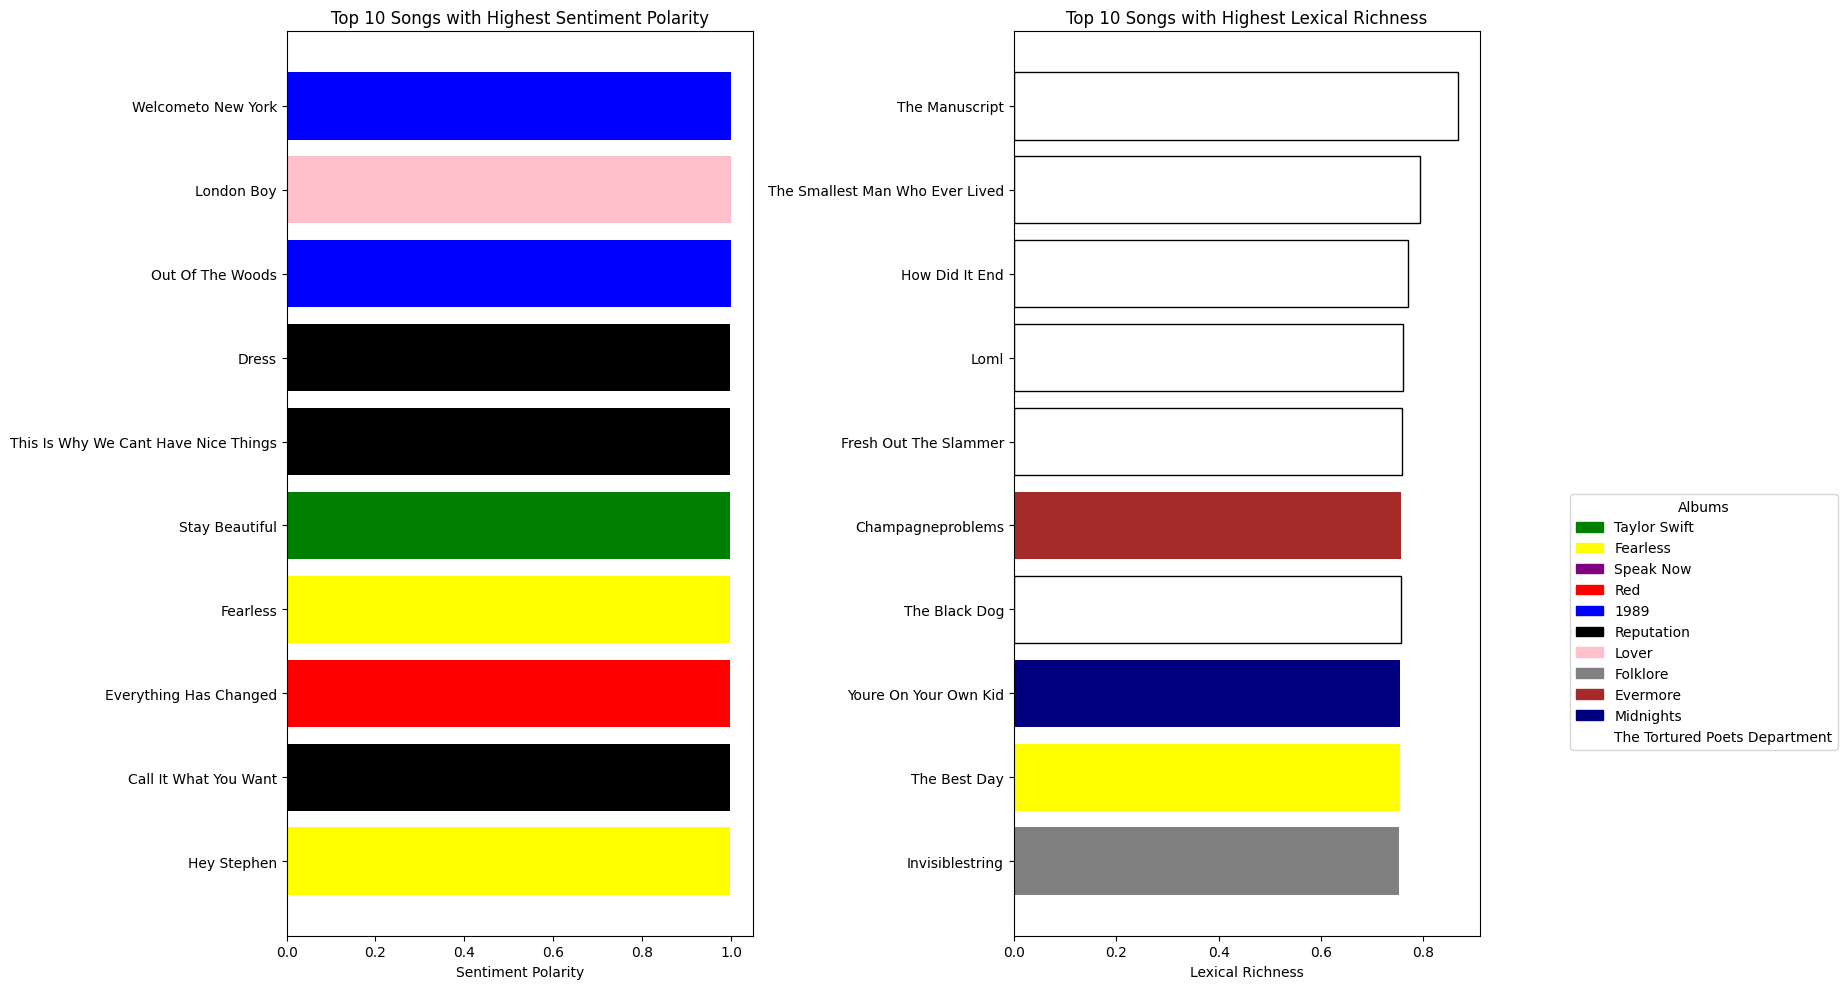 Top 10 Songs with Highest Sentiment Polarity
Welcometo New York
London Boy
Out Of The Woods
Dress
This Is Why We Cant Have Nice Things
Stay Beautiful
Fearless
Everything Has Changed
Call It What You Want
Hey Stephen
0.0 0.2 0.4 0.6 0.8 1.0
Sentiment Polarity
Top 10 Songs with Highest Lexical Richness
The Manuscript
The Smallest Man Who Ever Lived
How Did It End
Loml
Fresh Out The Slammer
Champagneproblems
The Black Dog
Youre On Your Own Kid
The Best Day
Invisiblestring
0.0 0.2 0.4 0.6 0.8
Lexical Richness
Albums
Taylor Swift
Fearless
Speak Now
Red
1989
Reputation
Lover
Folklore
Evermore
Midnights
The Tortured Poets Department